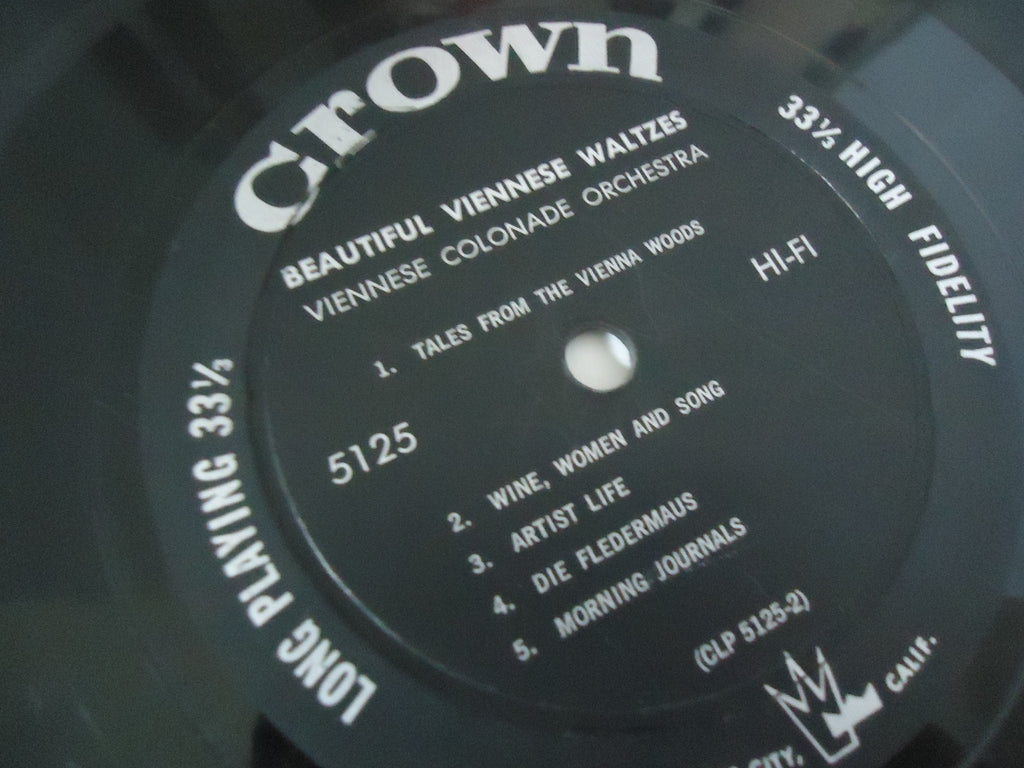 Crown
BEAUTIFUL VIENNESE WALTZES
VIENNESE COLONADE ORCHESTRA
33⅓ HIGH FIDELITY
LONG PLAYING 33⅓
HI-FI
1. TALES FROM THE VIENNA WOODS
5125
2. WINE, WOMEN AND SONG
3. ARTIST LIFE
4. DIE FLEDERMAUS
5. MORNING JOURNALS
(CLP 5125-2)
CITY, CALIF.